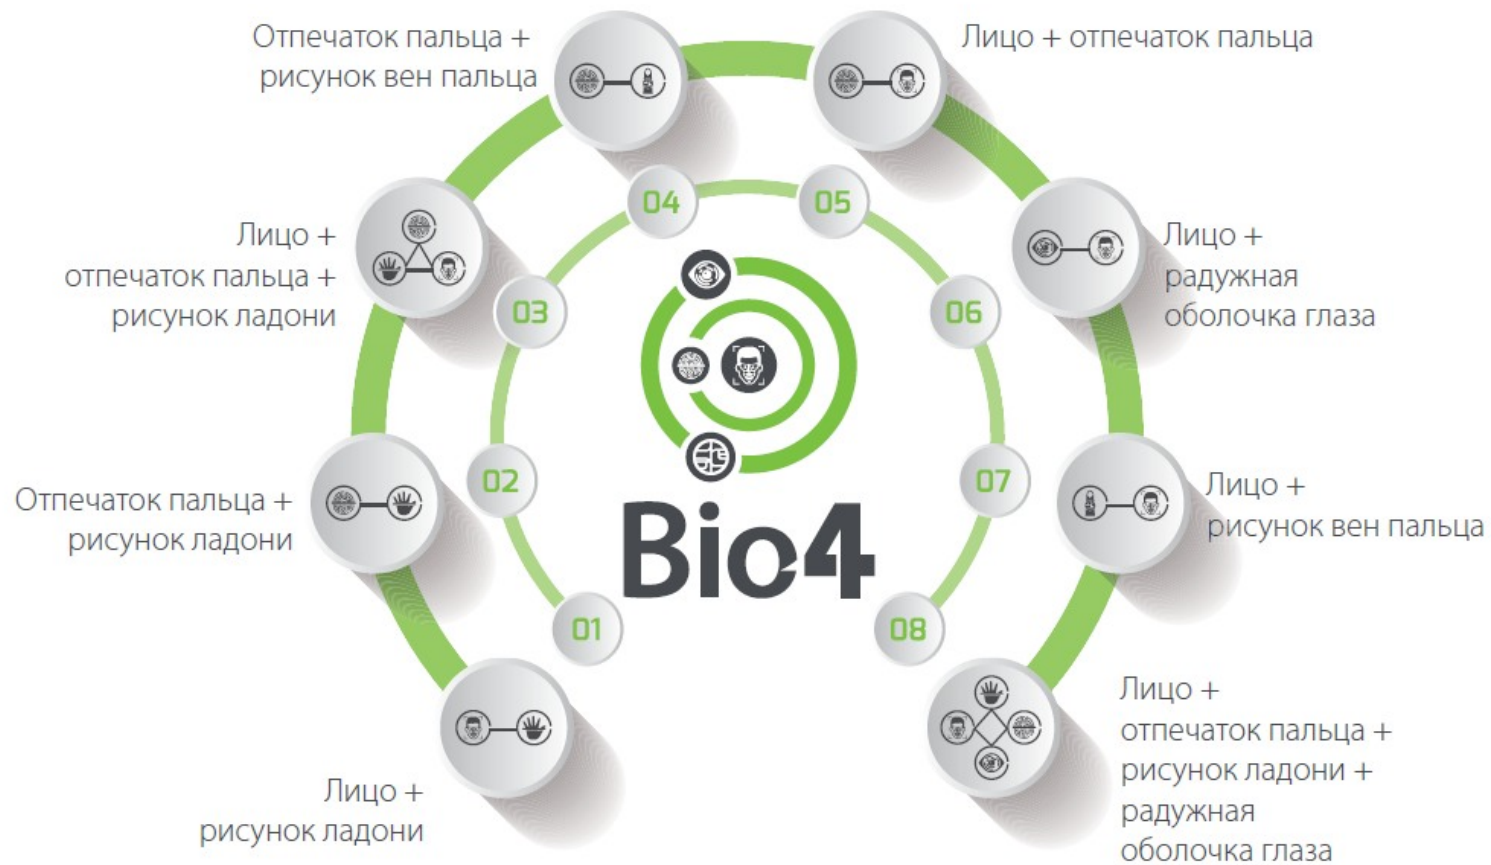 Отпечаток пальца +
рисунок вен пальца
Лицо + отпечаток пальца
Лицо +
отпечаток пальца +
рисунок ладони
Лицо +
радужная
оболочка глаза
Отпечаток пальца +
рисунок ладони
Лицо +
рисунок вен пальца
Лицо +
рисунок ладони
Лицо +
отпечаток пальца +
рисунок ладони +
радужная
оболочка глаза
01
02
03
04
05
06
07
08
Bio4